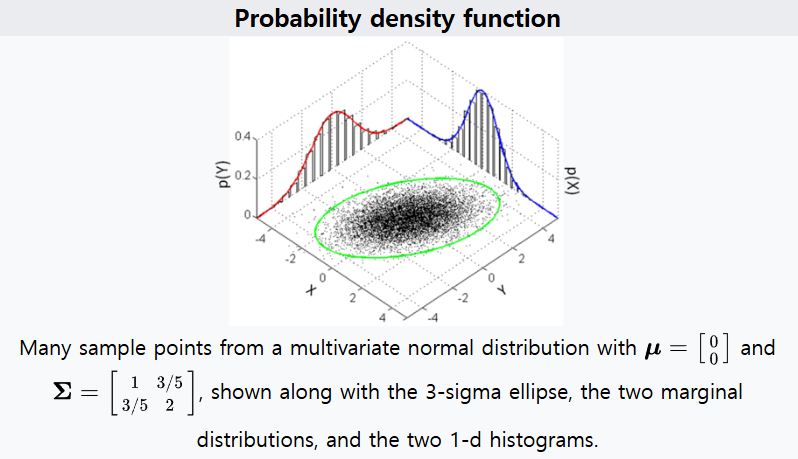 Probability density function
0.4
0.2
0
p(Y)
p(X)
-4
-2
0
2
4
X
-4
-2
0
2
4
Y
Many sample points from a multivariate normal distribution with μ = [0 0] and
Σ = [1 3/5 3/5 2], shown along with the 3-sigma ellipse, the two marginal
distributions, and the two 1-d histograms.